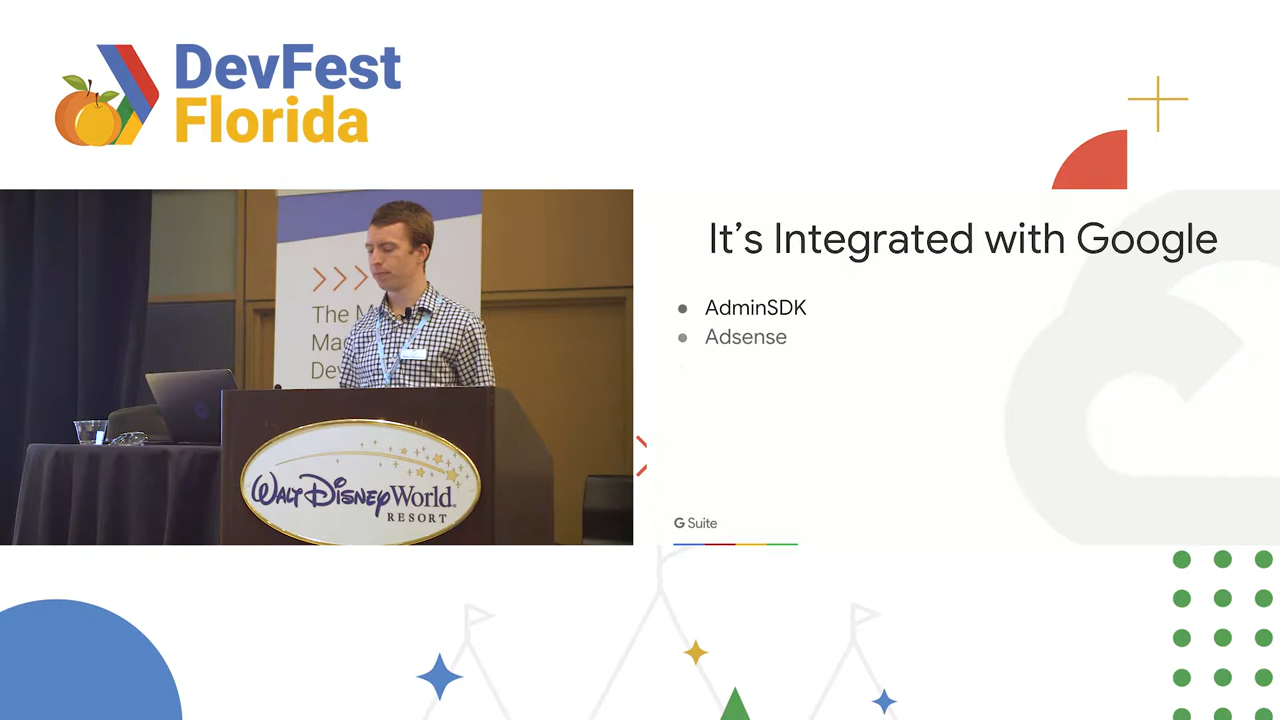 DevFest
Florida
It's Integrated with Google
● AdminSDK
● Adsense
The
Walt Disney World
RESORT
G Suite